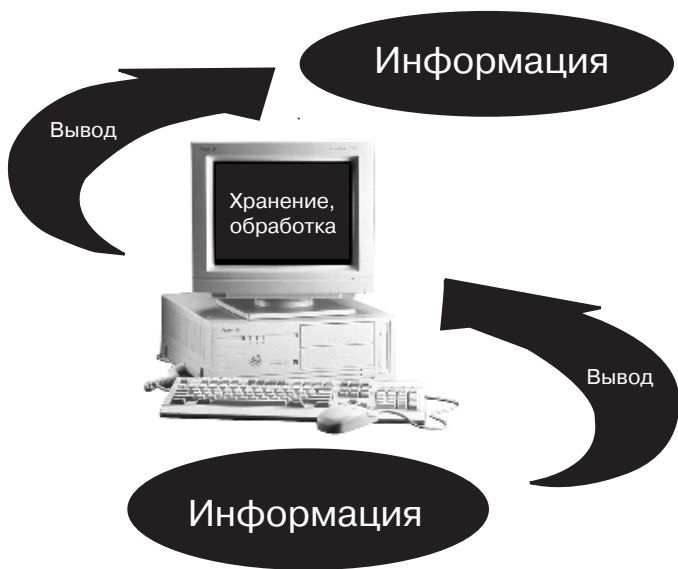 Информация
Вывод
Хранение,
обработка
Вывод
Информация